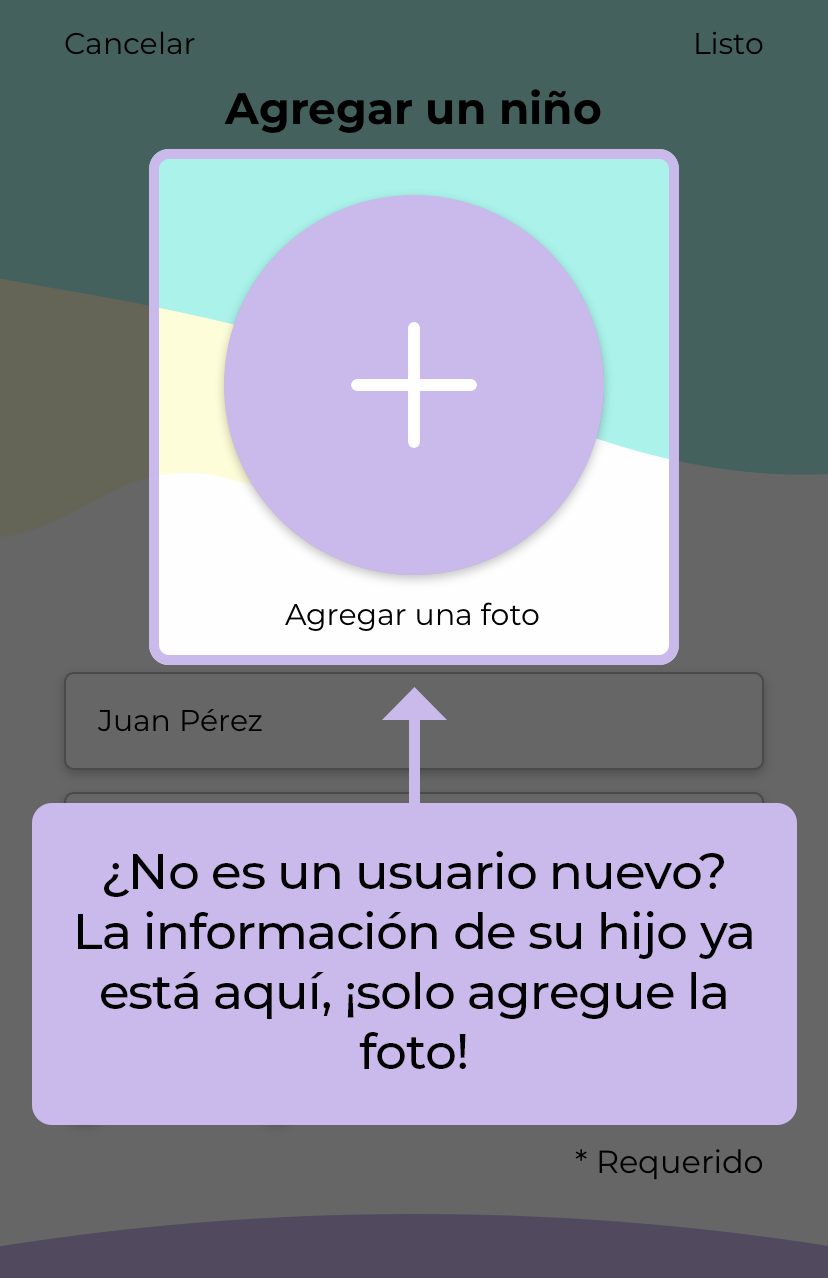 Cancelar
Listo
Agregar un niño
Agregar una foto
Juan Pérez
¿No es un usuario nuevo?
La información de su hijo ya
está aquí, ¡solo agregue la
foto!
* Requerido